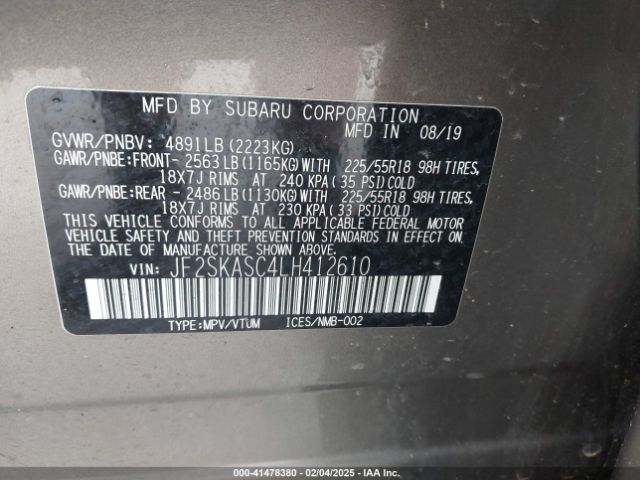 MFD BY SUBARU CORPORATION
MFD IN 08/19
GVWR/PNBV: 4891LB (2223KG)
GAWR/PNBE:FRONT- 2563LB(1165KG)WITH 225/55R18 98H TIRES,
18X7J RIMS AT 240 KPA(35 PSI)COLD
GAWR/PNBE:REAR - 2486LB(1130KG)WITH 225/55R18 98H TIRES,
18X7J RIMS AT 230 KPA(33 PSI)COLD
THIS VEHICLE CONFORMS TO ALL APPLICABLE FEDERAL MOTOR
VEHICLE SAFETY AND THEFT PREVENTION STANDARDS IN EFFECT
ON THE DATE OF MANUFACTURE SHOWN ABOVE.
VIN: JF2SKASC4LH412610
TYPE:MPV/VTUM ICES/NMB-002
000-41478380 - 02/04/2025 - IAA